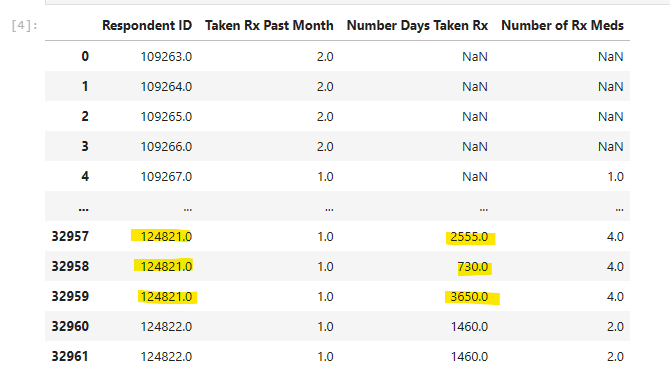 [4]:
Respondent ID Taken Rx Past Month Number Days Taken Rx Number of Rx Meds
0 109263.0 2.0 NaN NaN
1 109264.0 2.0 NaN NaN
2 109265.0 2.0 NaN NaN
3 109266.0 2.0 NaN NaN
4 109267.0 1.0 NaN 1.0
... ... ... ... ...
32957 124821.0 1.0 2555.0 4.0
32958 124821.0 1.0 730.0 4.0
32959 124821.0 1.0 3650.0 4.0
32960 124822.0 1.0 1460.0 2.0
32961 124822.0 1.0 1460.0 2.0